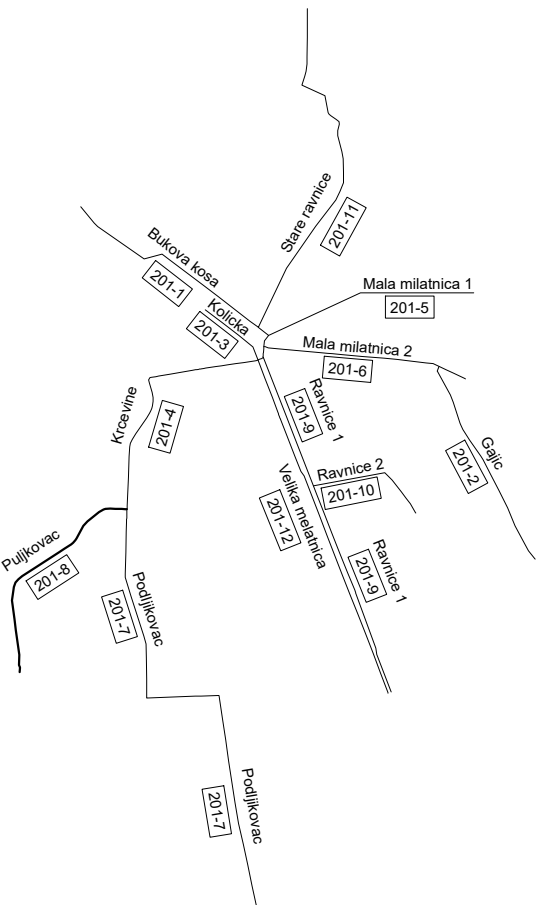 Stare ravnice
201-11
Bukova kosa
201-1
Kolicka
201-3
Mala milatnica 1
201-5
Mala milatnica 2
201-6
Krcevine
201-4
Ravnice 1
201-9
Gajic
201-2
Ravnice 2
201-10
Velika melatnica
201-12
Puljkovac
201-8
Ravnice 1
201-9
Podljikovac
201-7
Podljikovac
201-7